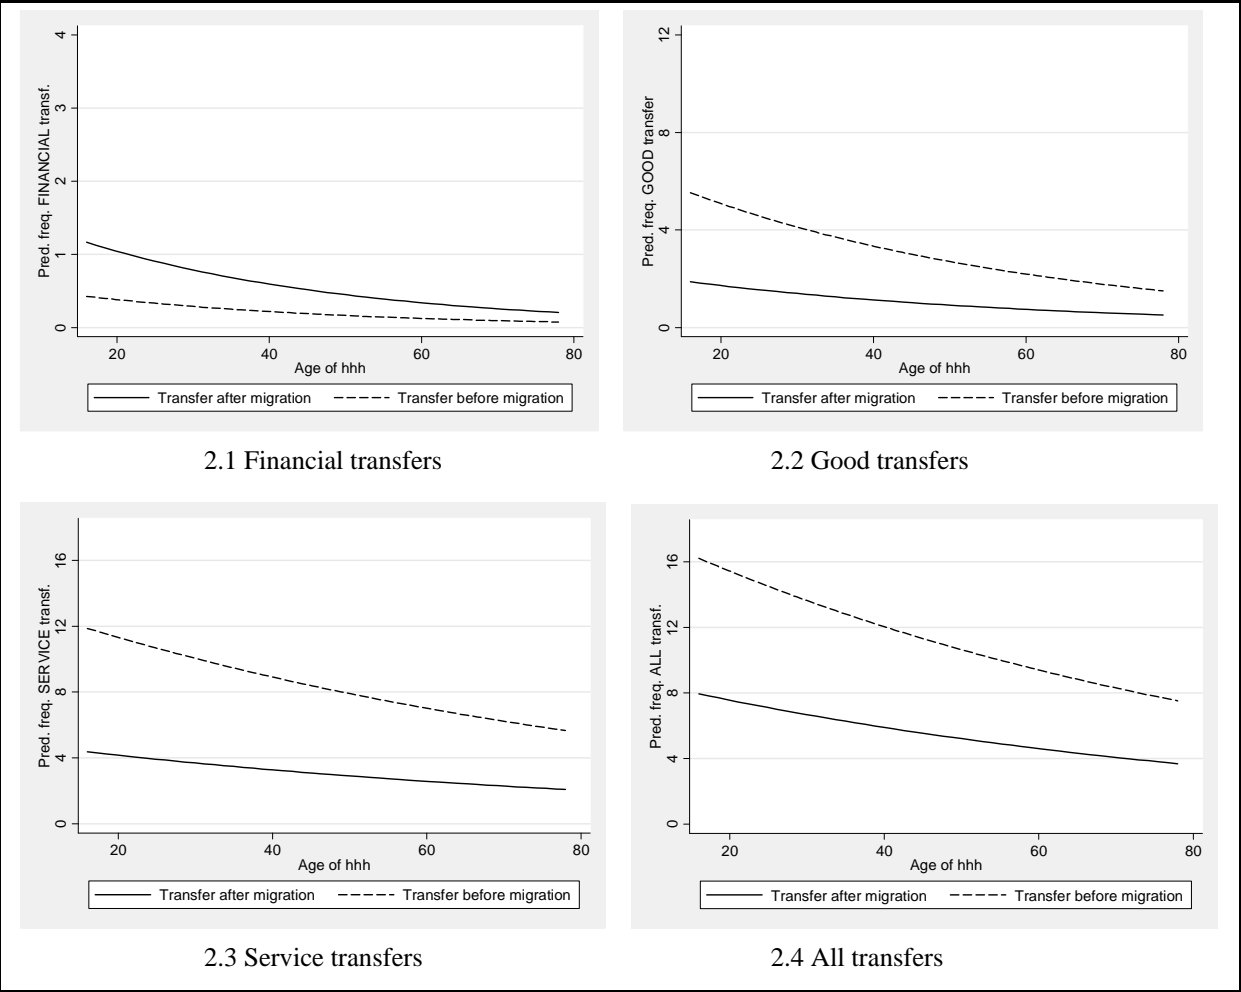 Pred. freq. FINANCIAL transf.
4
3
2
1
0
20 40 60 80
Age of hhh
Transfer after migration Transfer before migration
2.1 Financial transfers
Pred. freq. GOOD transfer
12
8
4
0
20 40 60 80
Age of hhh
Transfer after migration Transfer before migration
2.2 Good transfers
Pred. freq. SERVICE transf.
16
12
8
4
0
20 40 60 80
Age of hhh
Transfer after migration Transfer before migration
2.3 Service transfers
Pred. freq. ALL transf.
16
12
8
4
0
20 40 60 80
Age of hhh
Transfer after migration Transfer before migration
2.4 All transfers